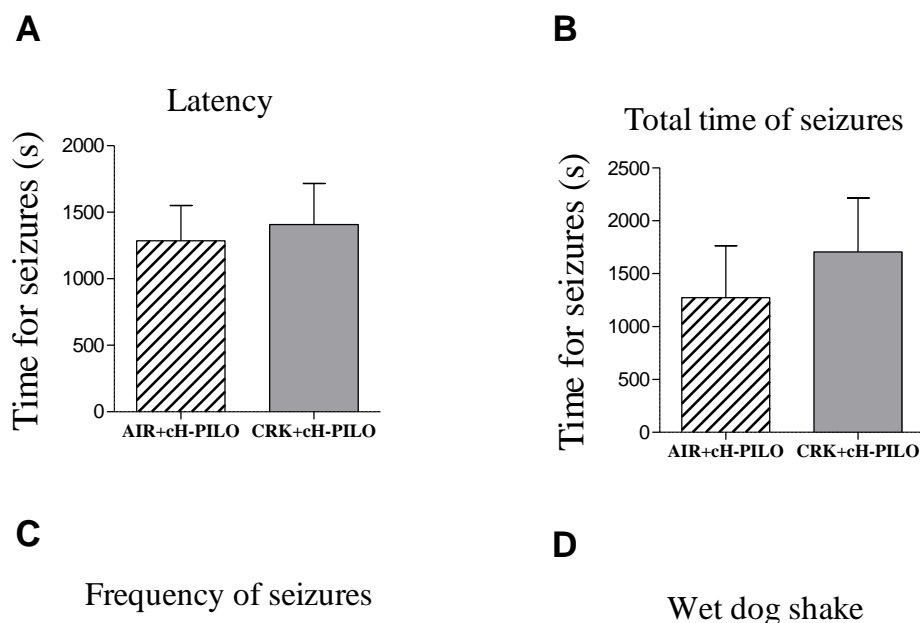 A
Latency
Time for seizures (s)
2000
1500
1000
500
0
AIR+cH-PILO CRK+cH-PILO
B
Total time of seizures
Time for seizures (s)
2500
2000
1500
1000
500
0
AIR+cH-PILO CRK+cH-PILO
C
Frequency of seizures
D
Wet dog shake